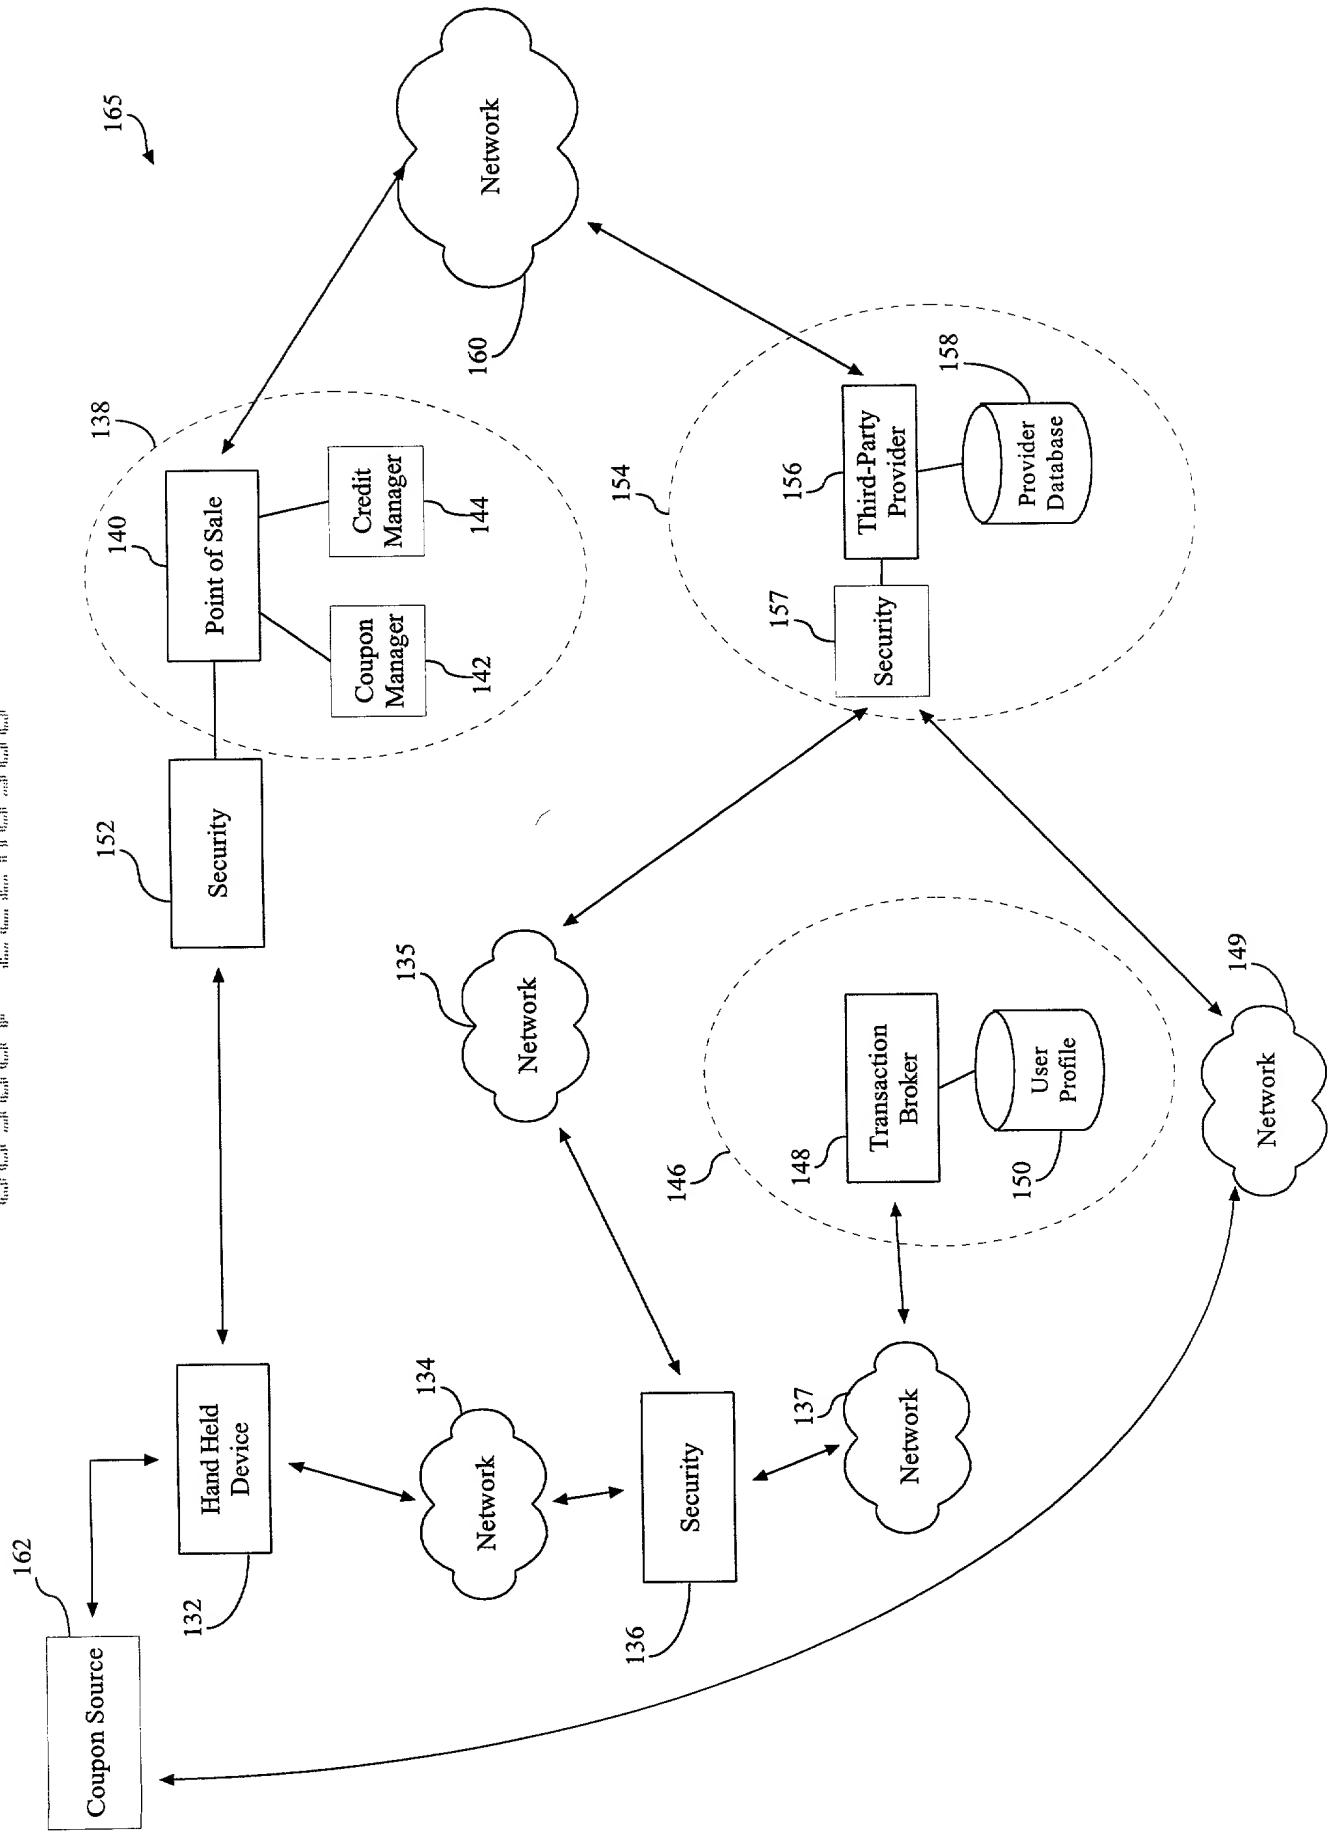 165
Coupon Source
162
Hand Held
Device
132
Security
152
Point of Sale
140
138
Coupon
Manager
142
Credit
Manager
144
Network
160
Network
134
Network
135
Security
136
Network
137
Transaction
Broker
148
146
User
Profile
150
Security
157
Third-Party
Provider
156
154
Provider
Database
158
Network
149